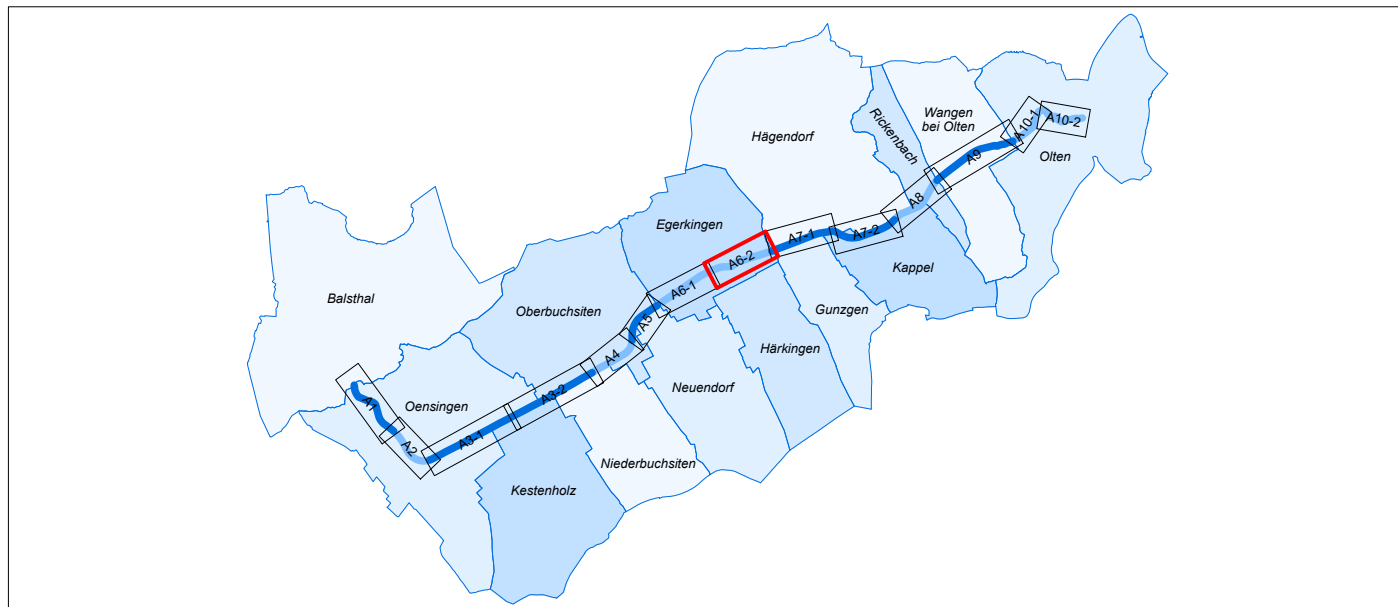 Hägendorf
Rickenbach
Wangen
bei Olten
A10-1
A10-2
Olten
A9
A8
Egerkingen
A7-1
A7-2
A6-2
Kappel
Balsthal
A6-1
Oberbuchsiten
Gunzgen
A5
Härkingen
A4
Neuendorf
A3-2
Oensingen
A1
A3-1
A2
Niederbuchsiten
Kestenholz